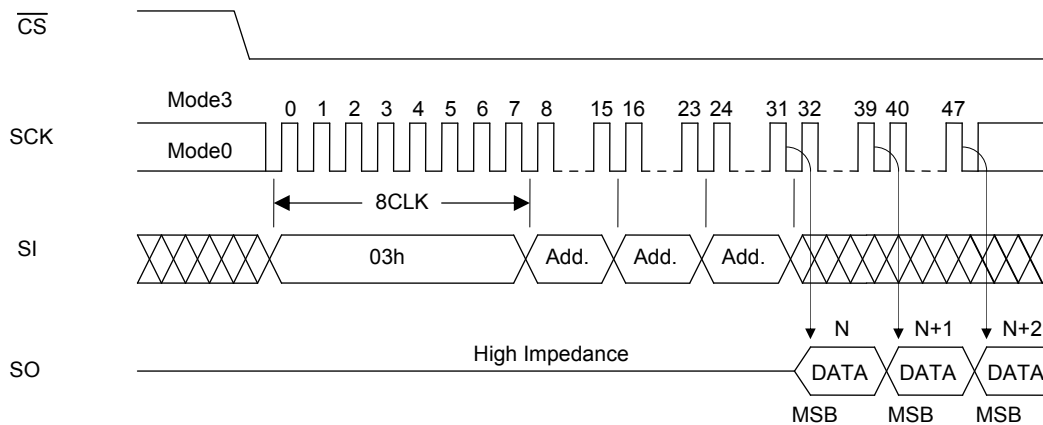 CS
Mode3
0 1 2 3 4 5 6 7 8 15 16 23 24 31 32 39 40 47
SCK
Mode0
8CLK
SI
03h
Add.
Add.
Add.
N
N+1
N+2
High Impedance
SO
DATA
DATA
DATA
MSB
MSB
MSB